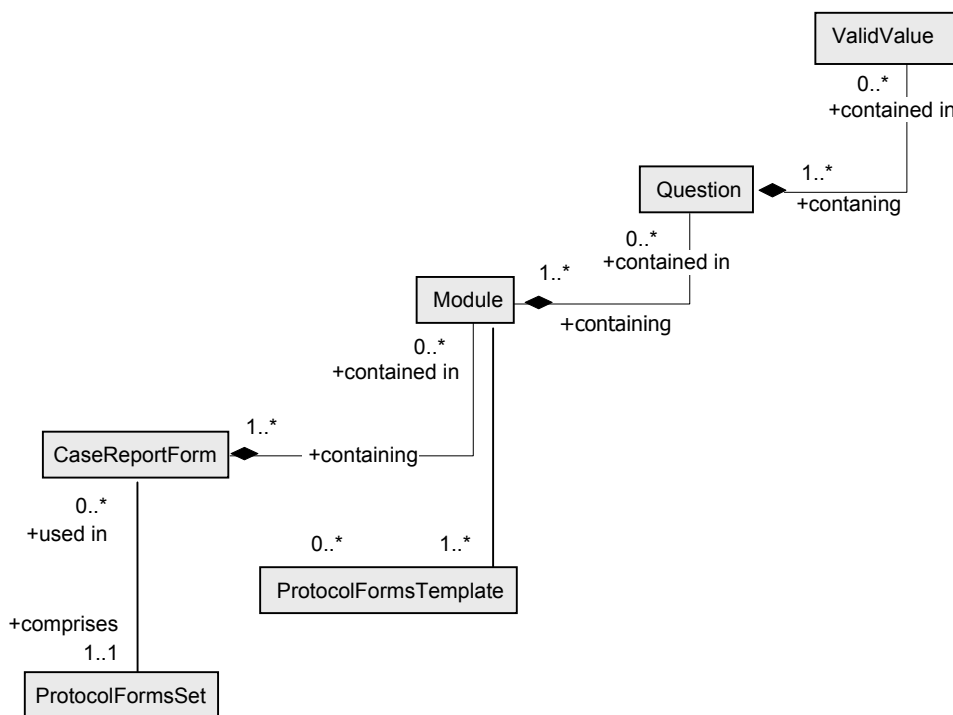 ValidValue
0..*
+contained in
1..*
Question
+contaning
0..*
+contained in
1..*
Module
+containing
0..*
+contained in
1..*
CaseReportForm
+containing
0..*
+used in
0..* 1..*
ProtocolFormsTemplate
+comprises
1..1
ProtocolFormsSet